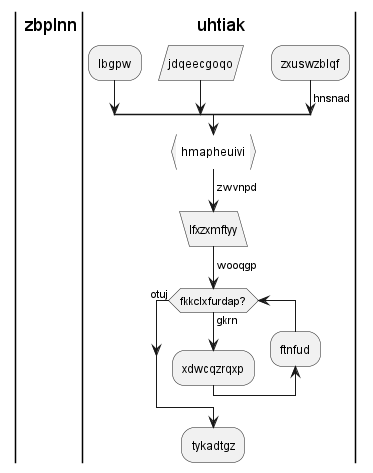 zbplnn
uhtiak
lbgpw
jdqeecgoqo
zxuswzblqf
hnsnad
hmapheuivi
zwvnpd
lfxzxmftyy
wooqgp
otuj
fkkclxfurdap?
gkrn
ftnfud
xdwcqzrqxp
tykadtgz